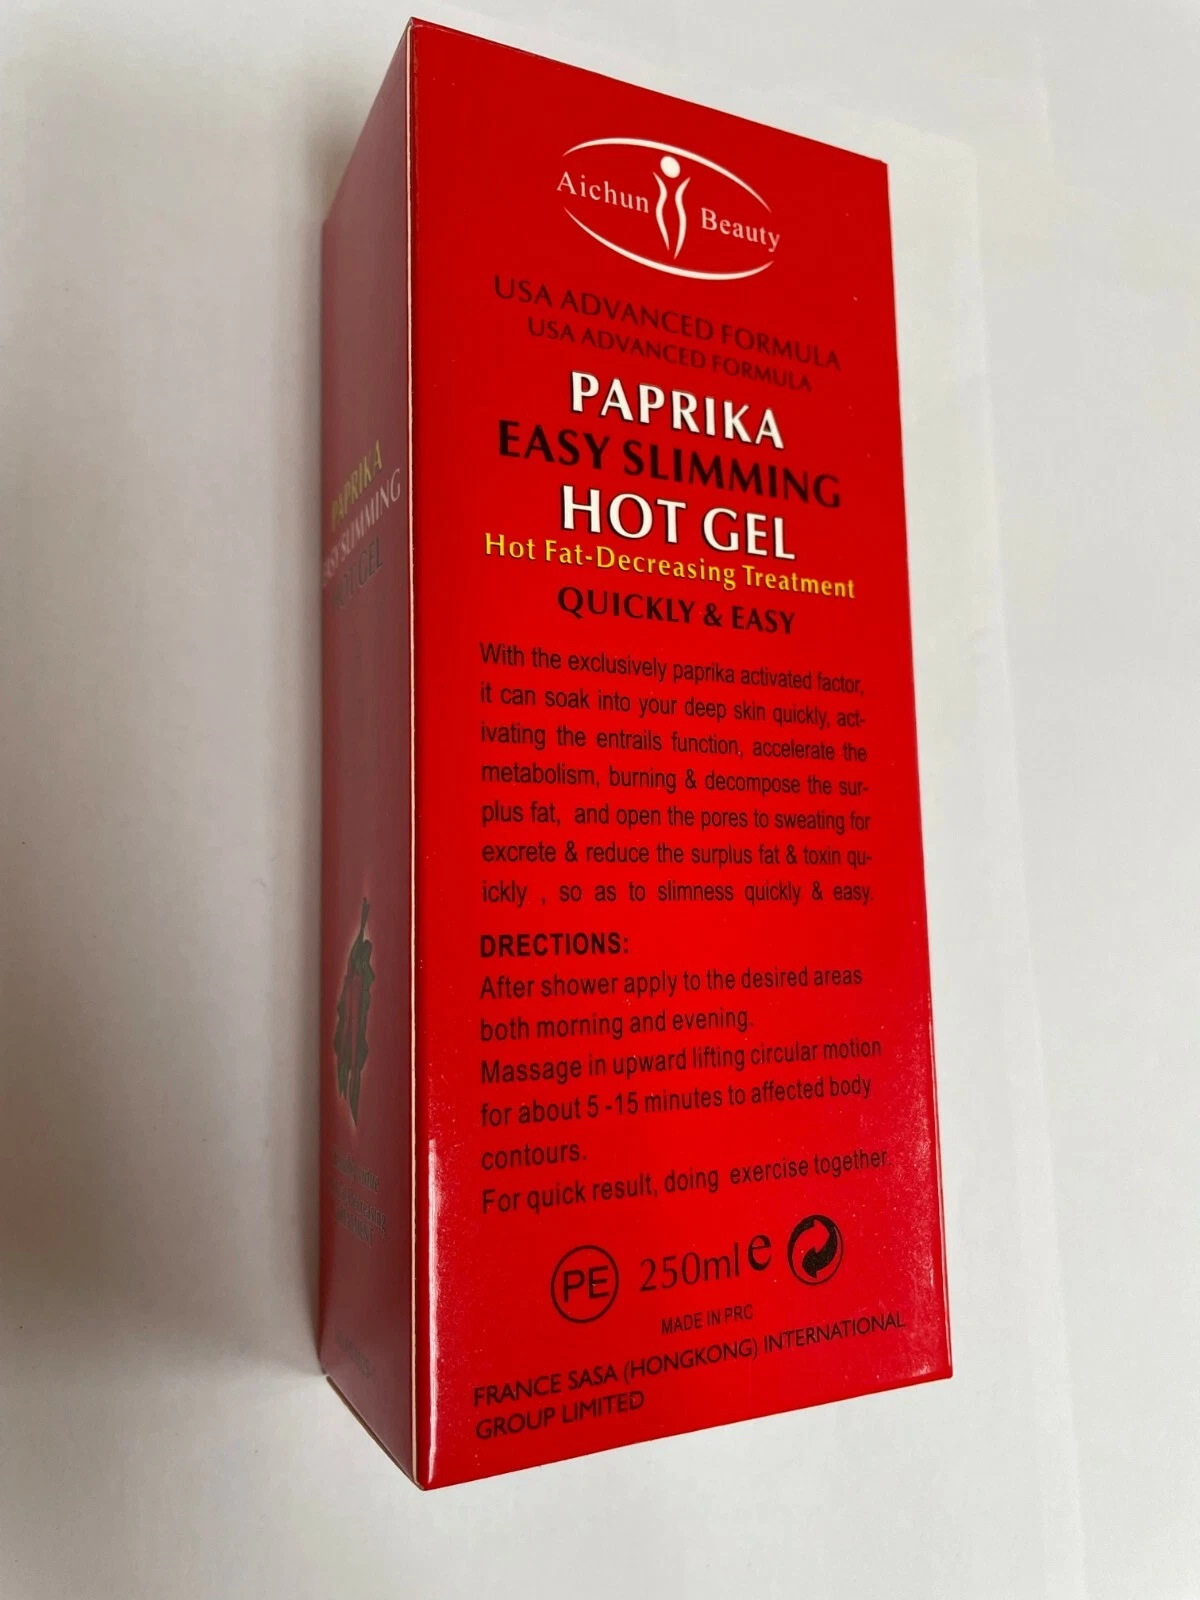 Aichun Beauty
USA ADVANCED FORMULA
USA ADVANCED FORMULA
PAPRIKA
EASY SLIMMING
HOT GEL
Hot Fat-Decreasing Treatment
QUICKLY & EASY
With the exclusively paprika activated factor,
it can soak into your deep skin quickly, act-
ivating the entrails function, accelerate the
metabolism, burning & decompose the sur-
plus fat, and open the pores to sweating for
excrete & reduce the surplus fat & toxin qu-
ickly , so as to slimness quickly & easy.
DRECTIONS:
After shower apply to the desired areas
both morning and evening.
Massage in upward lifting circular motion
for about 5 -15 minutes to affected body
contours.
For quick result, doing exercise together.
PE 250ml e
MADE IN PRC
FRANCE SASA (HONGKONG) INTERNATIONAL
GROUP LIMITED
PAPRIKA
EASY SLIMMING
HOT GEL